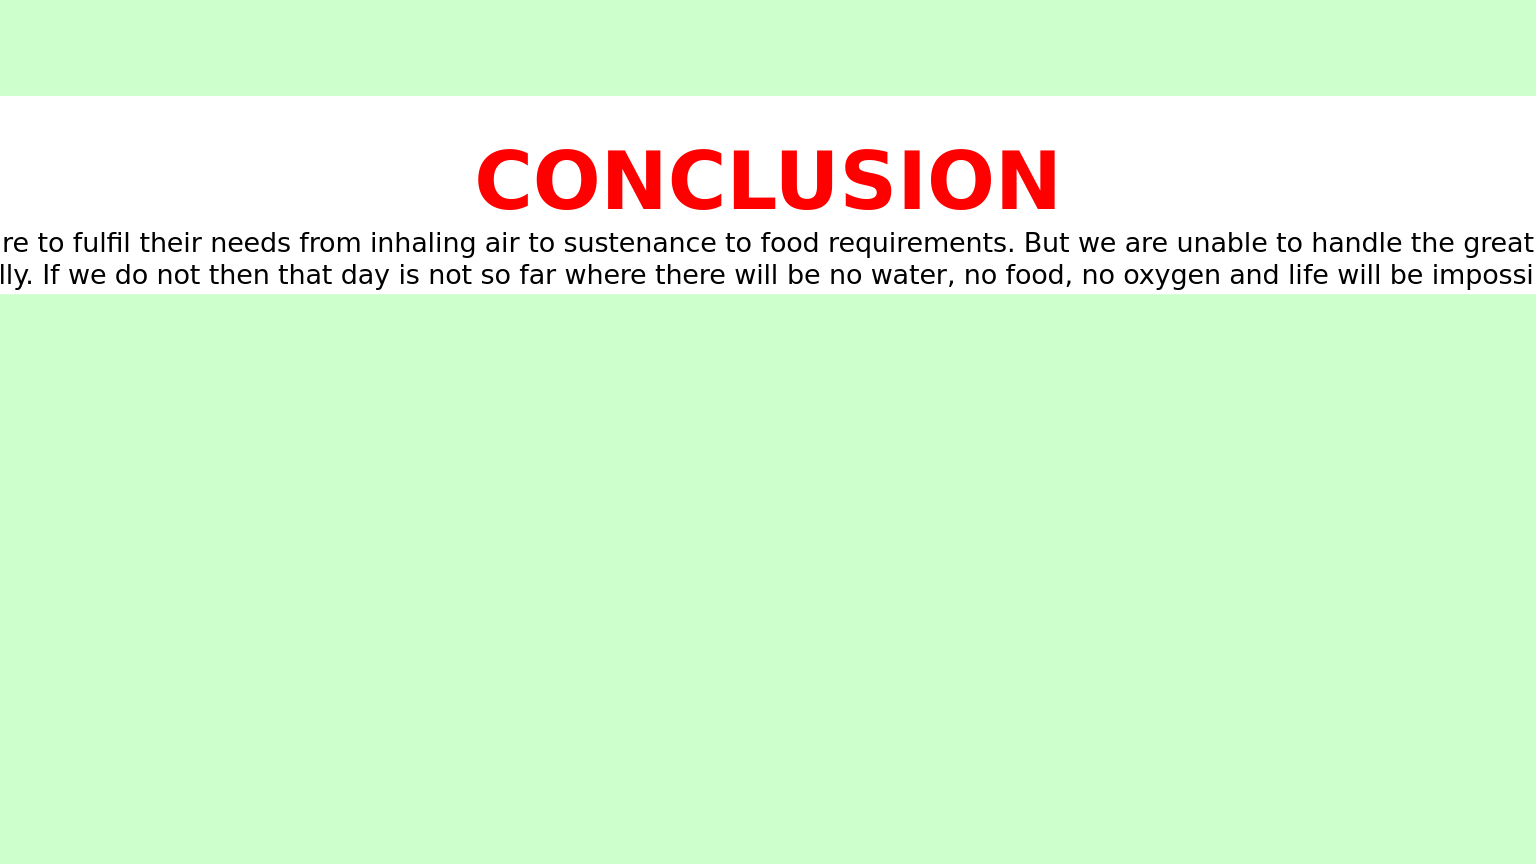 CONCLUSION
re to fulfil their needs from inhaling air to sustenance to food requirements. But we are unable to handle the great
lly. If we do not then that day is not so far where there will be no water, no food, no oxygen and life will be impossi